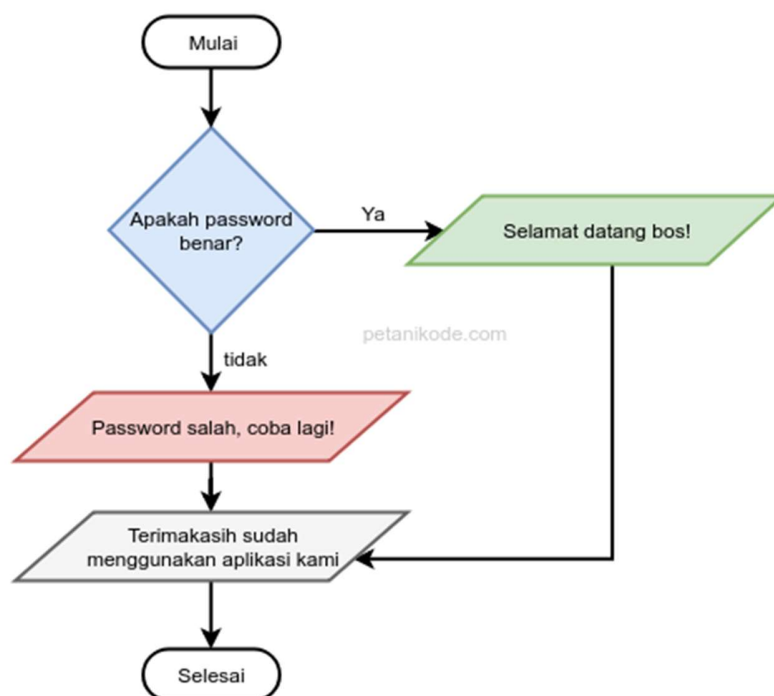 Mulai
Apakah password
benar?
Ya
Selamat datang bos!
petanikode.com
tidak
Password salah, coba lagi!
Terimakasih sudah
menggunakan aplikasi kami
Selesai